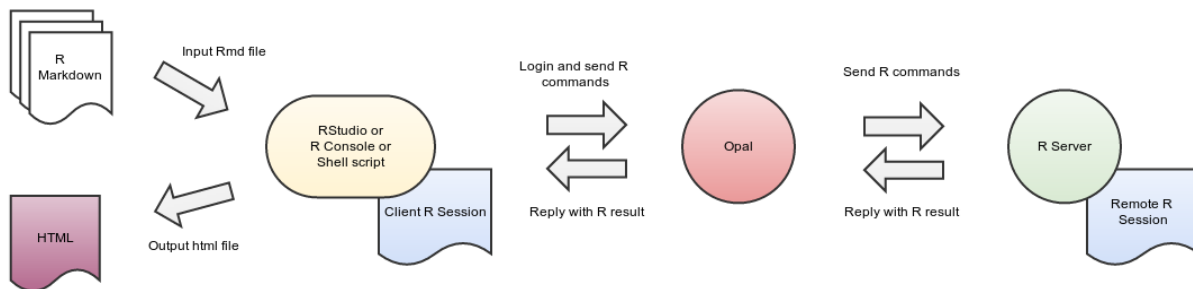 R
Markdown
Input Rmd file
RStudio or
R Console or
Shell script
Client R Session
HTML
Output html file
Login and send R
commands
Reply with R result
Opal
Send R commands
Reply with R result
R Server
Remote R
Session